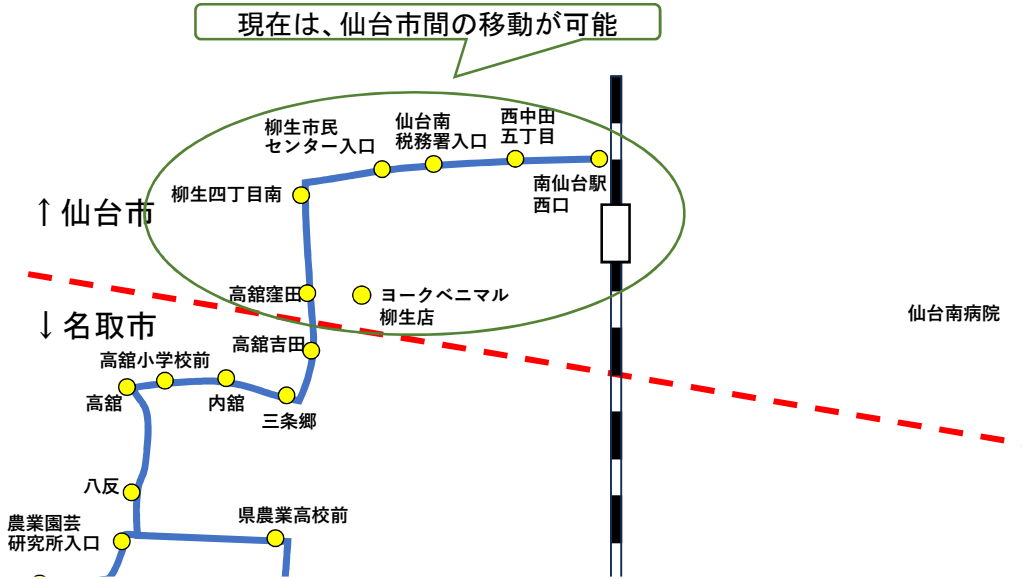 現在は、仙台市間の移動が可能
柳生市民
センター入口
仙台南
税務署入口
西中田
五丁目
柳生四丁目南
南仙台駅
西口
↑仙台市
高舘窪田
ヨークベニマル
柳生店
仙台南病院
↓名取市
高舘吉田
高舘小学校前
高舘
内舘
三条郷
八反
農業園芸
研究所入口
県農業高校前